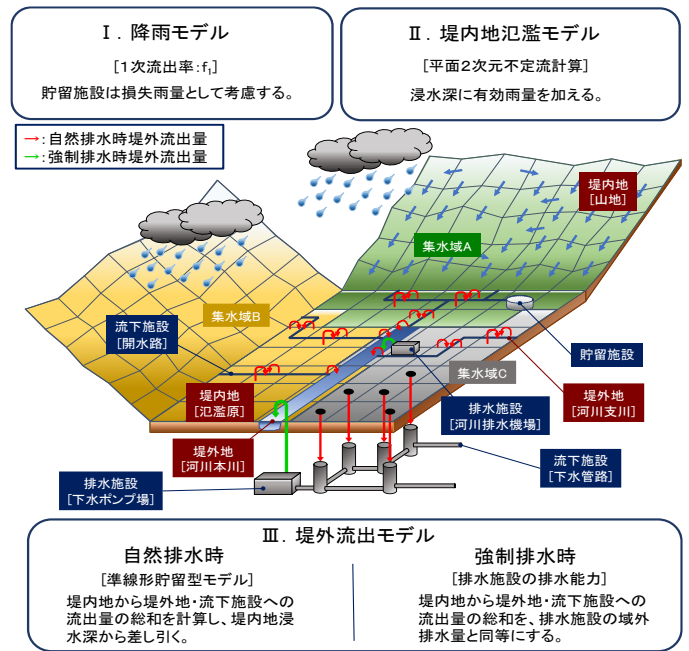 Ⅰ. 降雨モデル
[1次流出率:f₁]
貯留施設は損失雨量として考慮する。
Ⅱ. 堤内地氾濫モデル
[平面2次元不定流計算]
浸水深に有効雨量を加える。
→:自然排水時堤外流出量
→:強制排水時堤外流出量
堤内地
[山地]
集水域A
集水域B
流下施設
[開水路]
貯留施設
集水域C
堤内地
[氾濫原]
排水施設
[河川排水機場]
堤外地
[河川支川]
堤外地
[河川本川]
流下施設
[下水管路]
排水施設
[下水ポンプ場]
Ⅲ. 堤外流出モデル
自然排水時
[準線形貯留型モデル]
堤内地から堤外地・流下施設への
流出量の総和を計算し、堤内地浸
水深から差し引く。
強制排水時
[排水施設の排水能力]
堤内地から堤外地・流下施設への
流出量の総和を、排水施設の域外
排水量と同等にする。